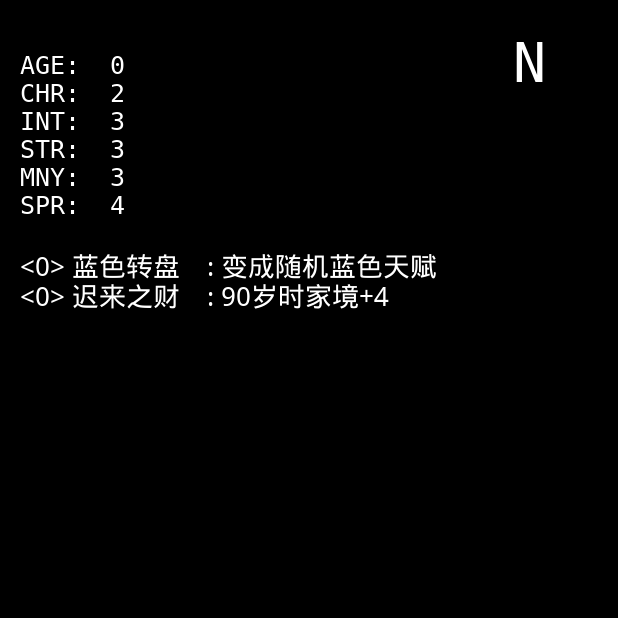 N
AGE: 0
CHR: 2
INT: 3
STR: 3
MNY: 3
SPR: 4
<0> 蓝色转盘 : 变成随机蓝色天赋
<0> 迟来之财 : 90岁时家境+4